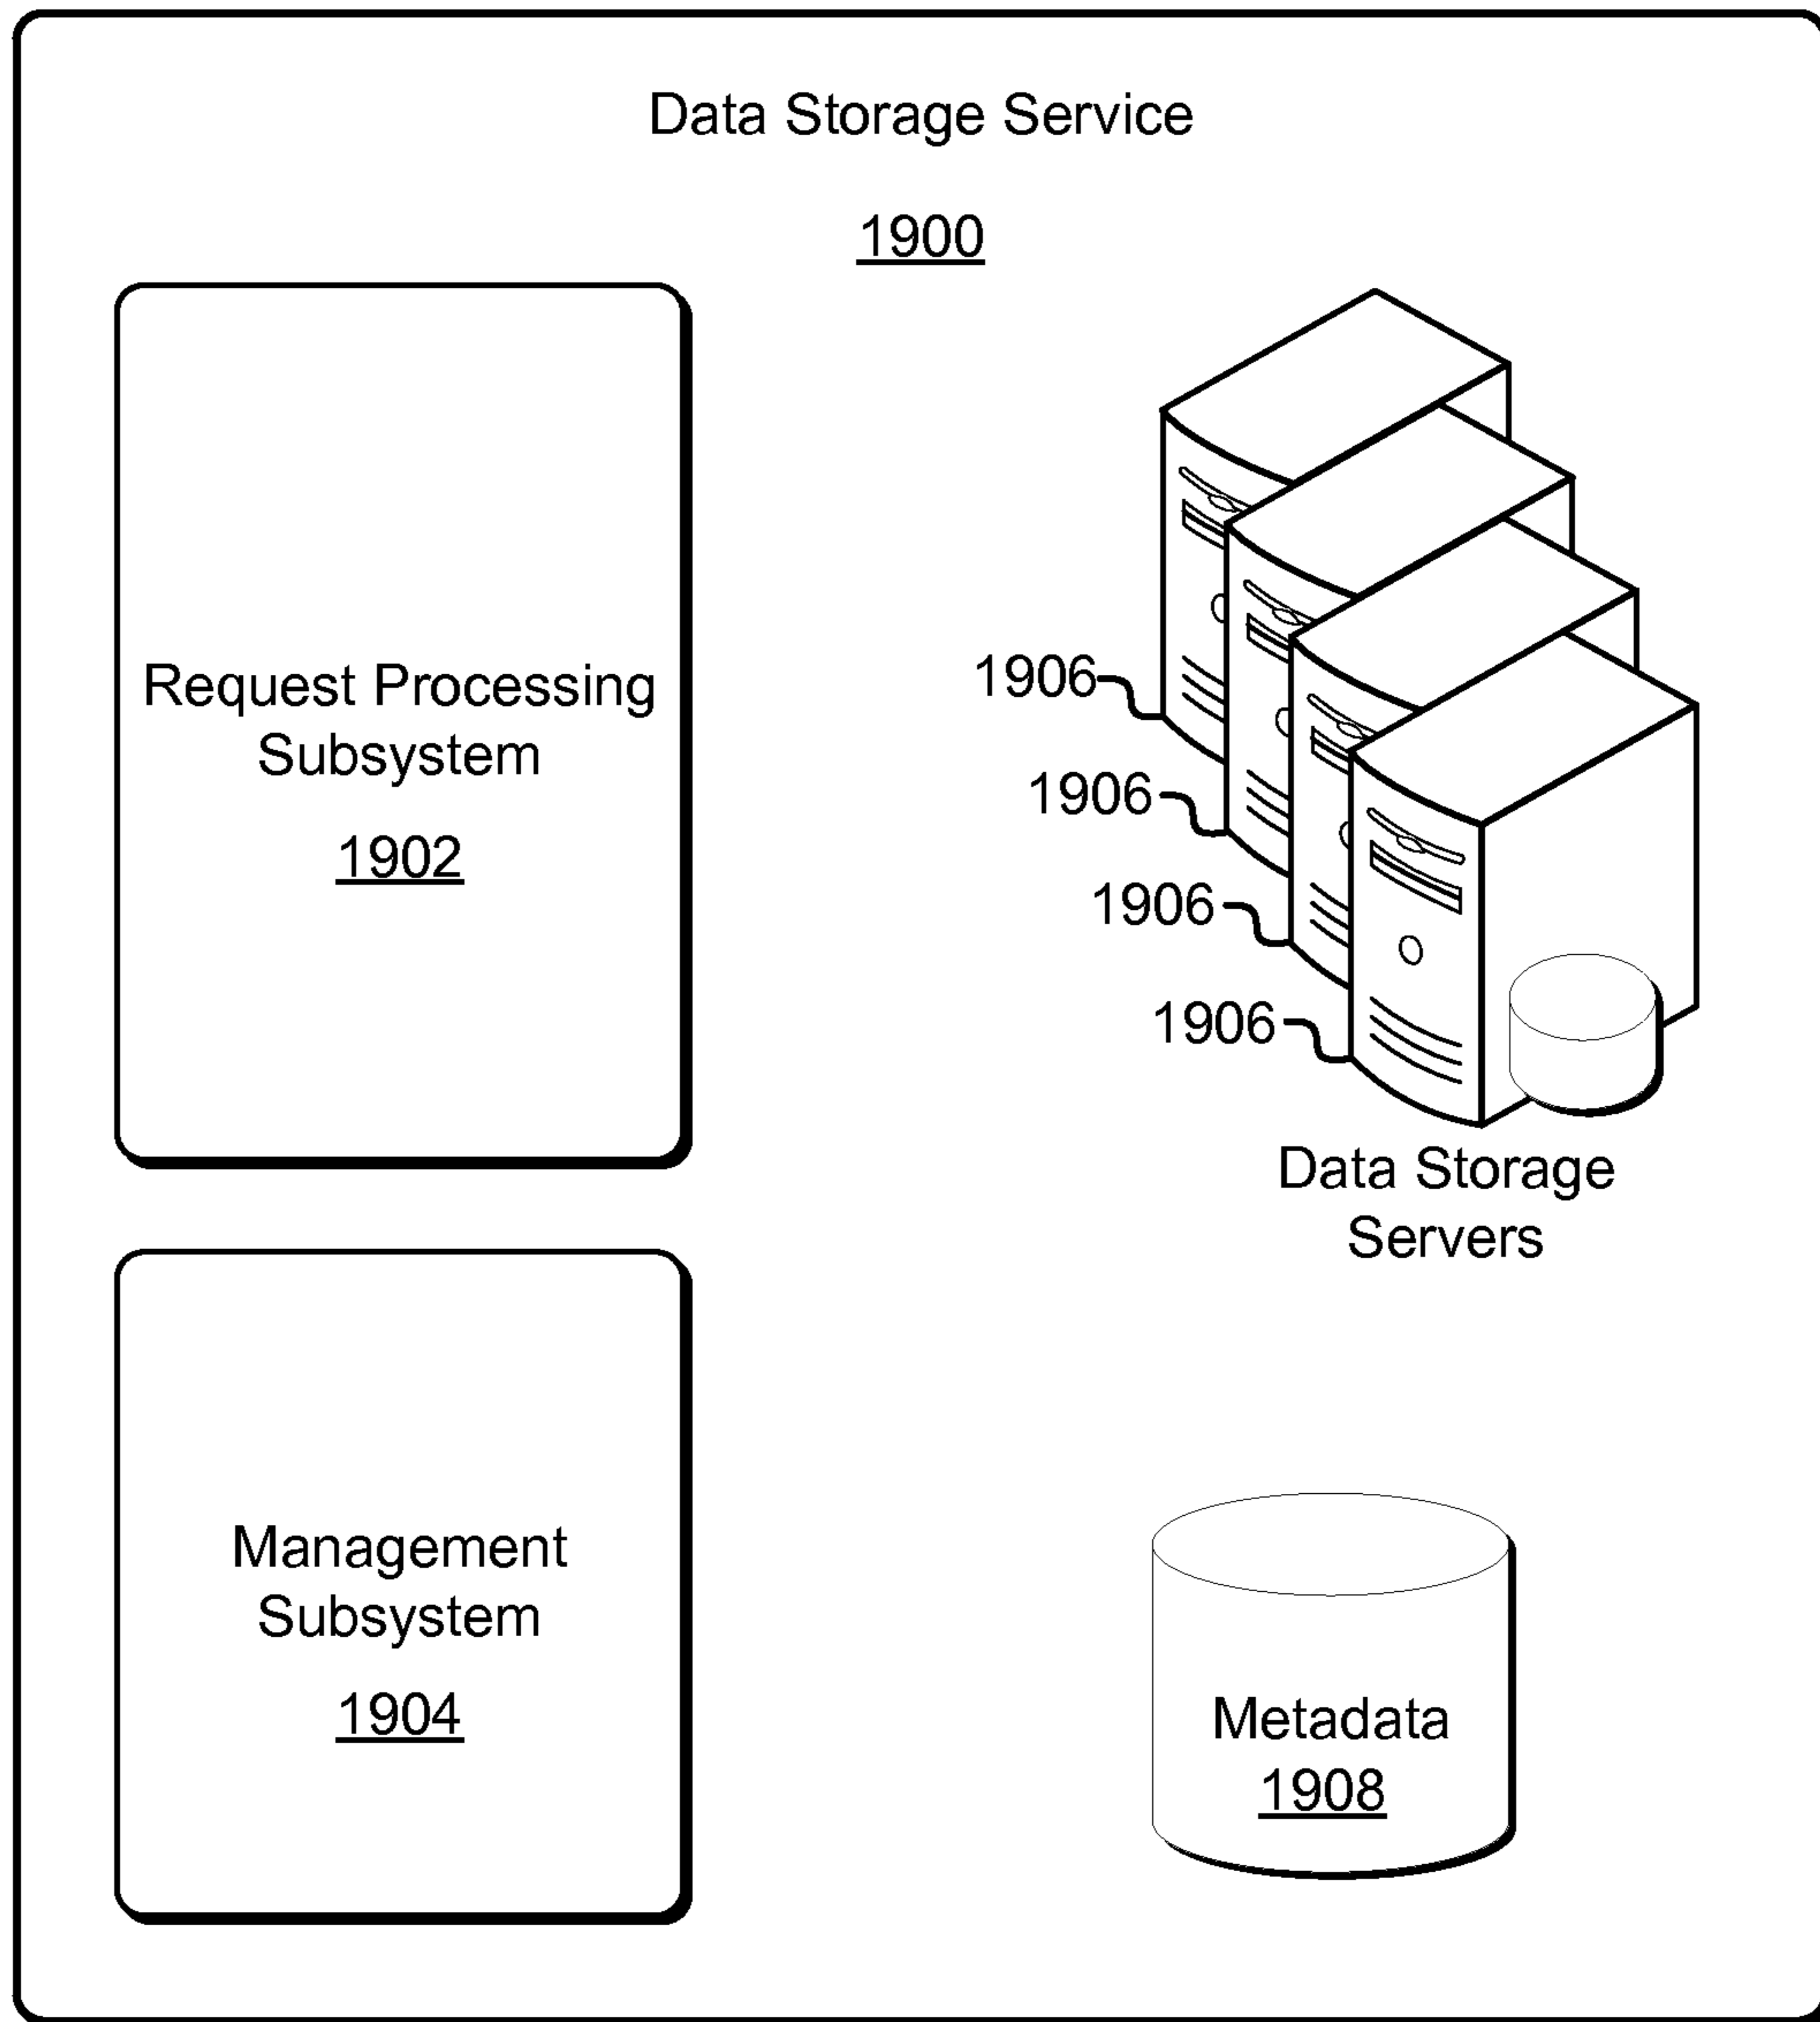 Data Storage Service
1900
Request Processing
Subsystem
1902
1906
1906
1906
1906
Data Storage
Servers
Management
Subsystem
1904
Metadata
1908